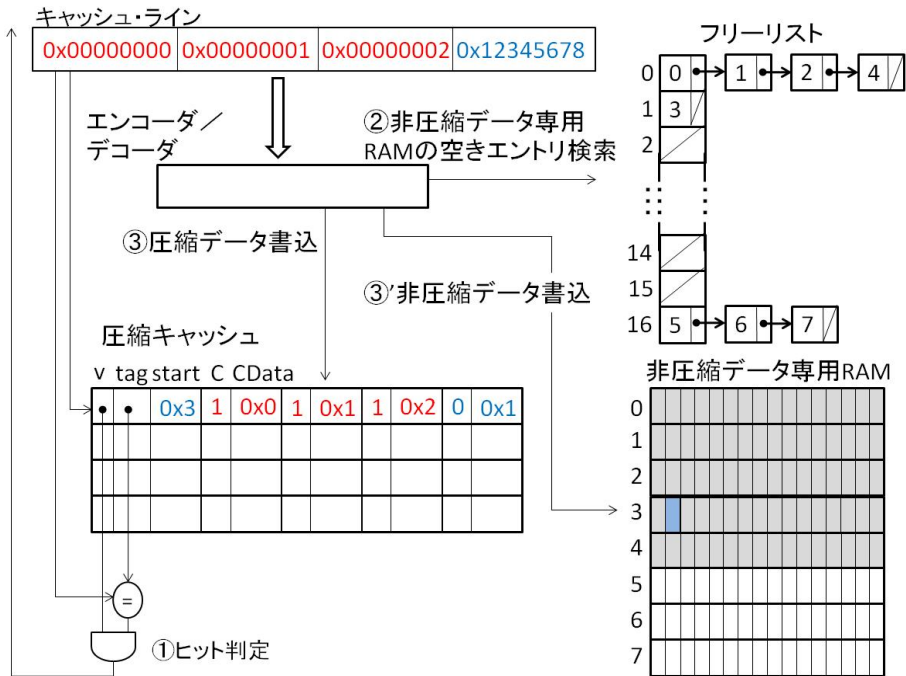 キャッシュ・ライン
0x00000000 0x00000001 0x00000002 0x12345678
エンコーダ／
デコーダ
②非圧縮データ専用
RAMの空きエントリ検索
③圧縮データ書込
③'非圧縮データ書込
圧縮キャッシュ
v tag start C CData
0x3 1 0x0 1 0x1 1 0x2 0 0x1
=
①ヒット判定
フリーリスト
0 0 1 2 4
1 3
2
14
15
16 5 6 7
非圧縮データ専用RAM
0
1
2
3
4
5
6
7